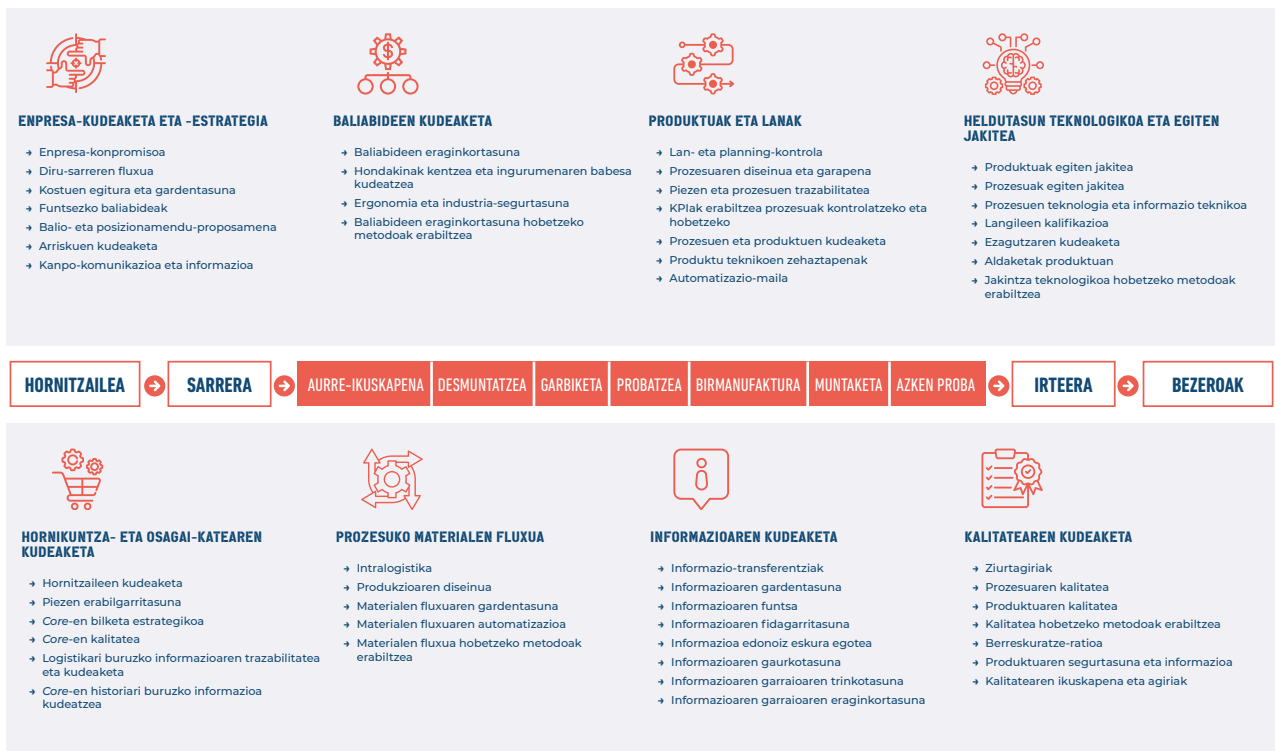 ENPRESA-KUDEAKETA ETA -ESTRATEGIA
→ Enpresa-konpromisoa
→ Diru-sarreren fluxua
→ Kostuen egitura eta gardentasuna
→ Funtsezko baliabideak
→ Balio- eta posizionamendu-proposamena
→ Arriskuen kudeaketa
→ Kanpo-komunikazioa eta informazioa
BALIABIDEEN KUDEAKETA
→ Baliabideen eraginkortasuna
→ Hondakinak kentzea eta ingurumenaren babesa
kudeatzea
→ Ergonomia eta industria-segurtasuna
→ Baliabideen eraginkortasuna hobetzeko
metodoak erabiltzea
PRODUKTUAK ETA LANAK
→ Lan- eta planning-kontrola
→ Prozesuaren diseinua eta garapena
→ Piezen eta prozesuen trazabilitatea
→ KPIak erabiltzea prozesuak kontrolatzeko eta
hobetzeko
→ Prozesuen eta produktuen kudeaketa
→ Produktu teknikoen zehaztapenak
→ Automatizazio-maila
HELDUTASUN TEKNOLOGIKOA ETA EGITEN
JAKITEA
→ Produktuak egiten jakitea
→ Prozesuak egiten jakitea
→ Prozesuen teknologia eta informazio teknikoa
→ Langileen kalifikazioa
→ Ezagutzaren kudeaketa
→ Aldaketak produktuan
→ Jakintza teknologikoa hobetzeko metodoak
erabiltzea
HORNITZAILEA
SARRERA
AURRE-IKUSKAPENA
DESMUNTATZEA
GARBIKETA
PROBATZEA
BIRMANUFAKTURA
MUNTAKETA
AZKEN PROBA
IRTEERA
BEZEROAK
HORNIKUNTZA- ETA OSAGAI-KATEAREN
KUDEAKETA
→ Hornitzaileen kudeaketa
→ Piezen erabilgarritasuna
→ Core-en bilketa estrategikoa
→ Core-en kalitatea
→ Logistikari buruzko informazioaren trazabilitatea
eta kudeaketa
→ Core-en historiari buruzko informazioa
kudeatzea
PROZESUKO MATERIALEN FLUXUA
→ Intralogistika
→ Produkzioaren diseinua
→ Materialen fluxuaren gardentasuna
→ Materialen fluxuaren automatizazioa
→ Materialen fluxua hobetzeko metodoak
erabiltzea
INFORMAZIOAREN KUDEAKETA
→ Informazio-transferentziak
→ Informazioaren gardentasuna
→ Informazioaren funtsa
→ Informazioaren fidagarritasuna
→ Informazioa edonoiz eskura egotea
→ Informazioaren gaurkotasuna
→ Informazioaren garraioaren trinkotasuna
→ Informazioaren garraioaren eraginkortasuna
KALITATEAREN KUDEAKETA
→ Ziurtagiriak
→ Prozesuaren kalitatea
→ Produktuaren kalitatea
→ Kalitatea hobetzeko metodoak erabiltzea
→ Berreskuratze-ratioa
→ Produktuaren segurtasuna eta informazioa
→ Kalitatearen ikuskapena eta agiriak